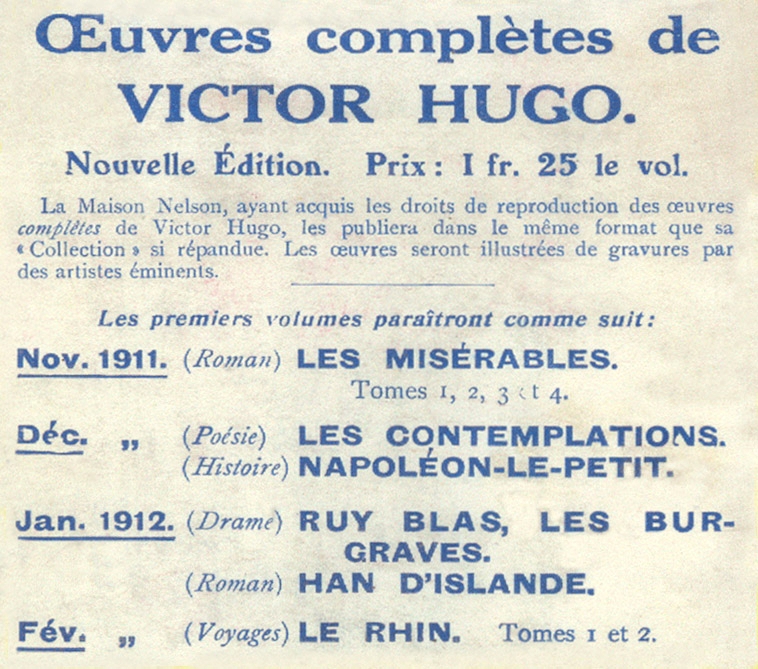 Œuvres complètes de
VICTOR HUGO.
Nouvelle Édition. Prix : 1 fr. 25 le vol.
La Maison Nelson, ayant acquis les droits de reproduction des œuvres
complètes de Victor Hugo, les publiera dans le même format que sa
« Collection » si répandue. Les œuvres seront illustrées de gravures par
des artistes éminents.
Les premiers volumes paraîtront comme suit :
Nov. 1911. (Roman) LES MISÉRABLES.
Tomes 1, 2, 3 et 4.
Déc. „ (Poésie) LES CONTEMPLATIONS.
(Histoire) NAPOLÉON-LE-PETIT.
Jan. 1912. (Drame) RUY BLAS, LES BUR-
GRAVES.
(Roman) HAN D'ISLANDE.
Fév. „ (Voyages) LE RHIN. Tomes 1 et 2.